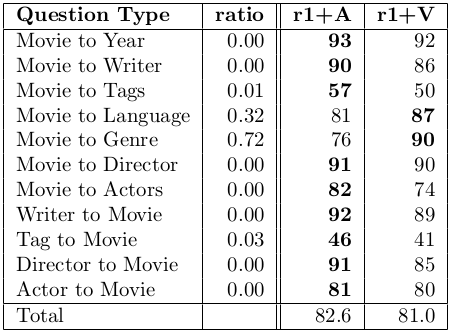 Question Type ratio r1+A r1+V
Movie to Year 0.00 93 92
Movie to Writer 0.00 90 86
Movie to Tags 0.01 57 50
Movie to Language 0.32 81 87
Movie to Genre 0.72 76 90
Movie to Director 0.00 91 90
Movie to Actors 0.00 82 74
Writer to Movie 0.00 92 89
Tag to Movie 0.03 46 41
Director to Movie 0.00 91 85
Actor to Movie 0.00 81 80
Total 82.6 81.0